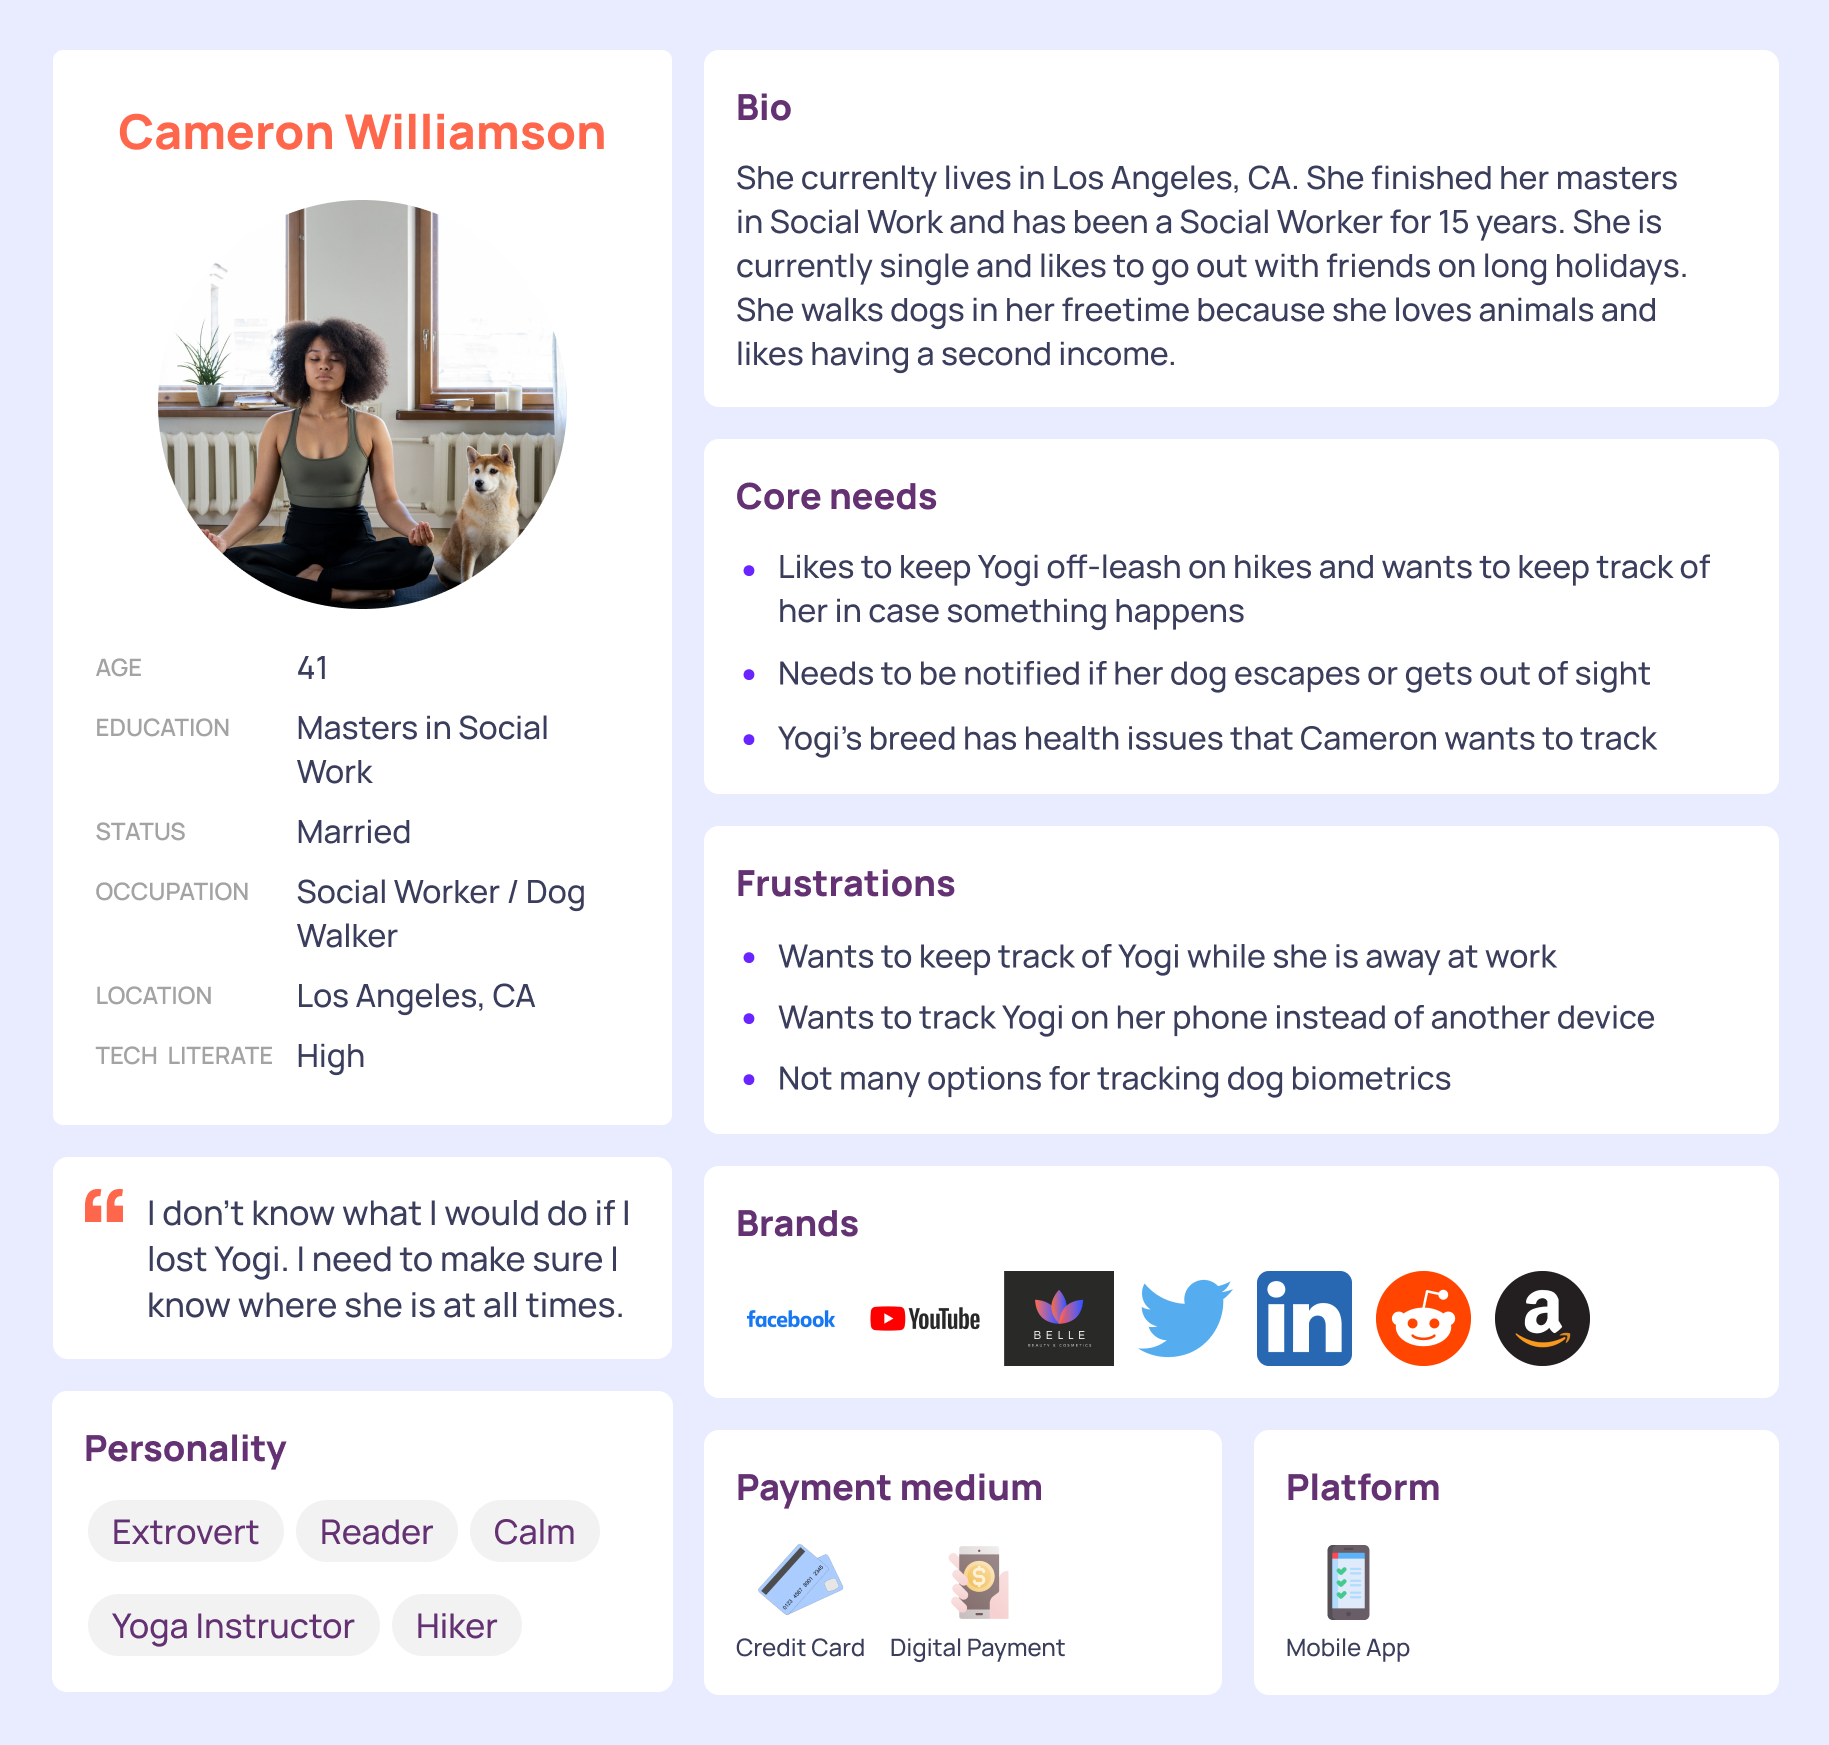 Cameron Williamson
AGE 41
EDUCATION Masters in Social
Work
STATUS Married
OCCUPATION Social Worker / Dog
Walker
LOCATION Los Angeles, CA
TECH LITERATE High
“ I don’t know what I would do if I
lost Yogi. I need to make sure I
know where she is at all times.
Personality
Extrovert Reader Calm
Yoga Instructor Hiker
Bio
She currenlty lives in Los Angeles, CA. She finished her masters
in Social Work and has been a Social Worker for 15 years. She is
currently single and likes to go out with friends on long holidays.
She walks dogs in her freetime because she loves animals and
likes having a second income.
Core needs
• Likes to keep Yogi off-leash on hikes and wants to keep track of
her in case something happens
• Needs to be notified if her dog escapes or gets out of sight
• Yogi’s breed has health issues that Cameron wants to track
Frustrations
• Wants to keep track of Yogi while she is away at work
• Wants to track Yogi on her phone instead of another device
• Not many options for tracking dog biometrics
Brands
facebook YouTube BELLE in a
BEAUTY & COSMETICS
Payment medium
0123 4567 8901 2345
Credit Card Digital Payment
Platform
Mobile App